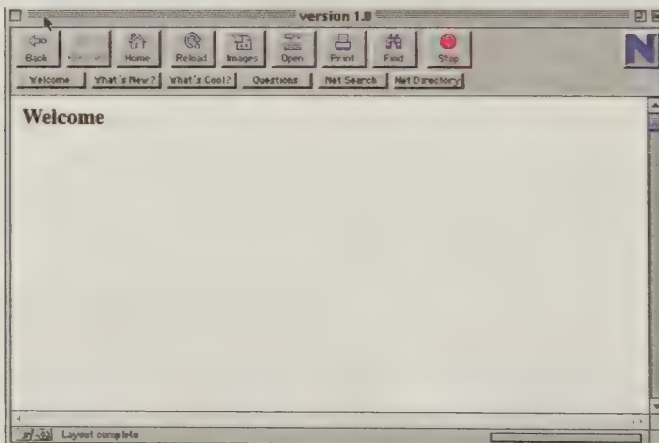 version 1.0
Back Home Reload Images Open Print Find Stop
N
Welcome What's New? What's Cool? Questions Net Search Net Directory
Welcome
Layout complete